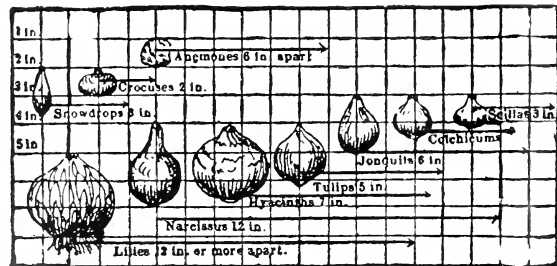 1 in.
2 in.
Anemones 6 in. apart
3 in.
Crocuses 2 in.
Snowdrops 3 in.
4 in.
Scillas 3 in.
Colchicums
5 in
Jonquils 6 in
Tulips 5 in.
Hyacinths 7 in.
Narcissus 12 in.
Lilies 12 in. or more apart.